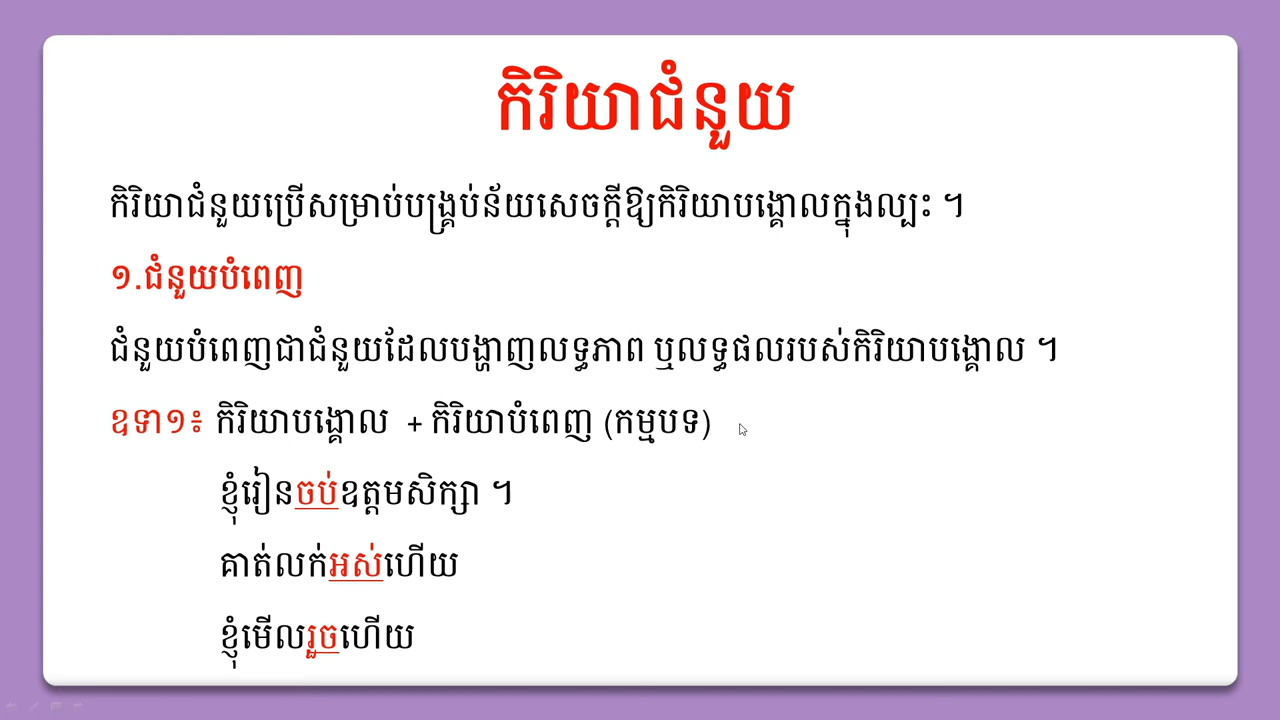 កិរិយាជំនួយ
កិរិយាជំនួយប្រើសម្រាប់បង្គ្រប់ន័យសេចក្ដីឱ្យកិរិយាបង្គោលក្នុងល្បះ ។
១.ជំនួយបំពេញ
ជំនួយបំពេញជាជំនួយដែលបង្ហាញលទ្ធភាព ឬលទ្ធផលរបស់កិរិយាបង្គោល ។
ឧទា១៖ កិរិយាបង្គោល + កិរិយាបំពេញ (កម្មបទ)
ខ្ញុំរៀនចប់ឧត្តមសិក្សា ។
គាត់លក់អស់ហើយ
ខ្ញុំមើលរួចហើយ